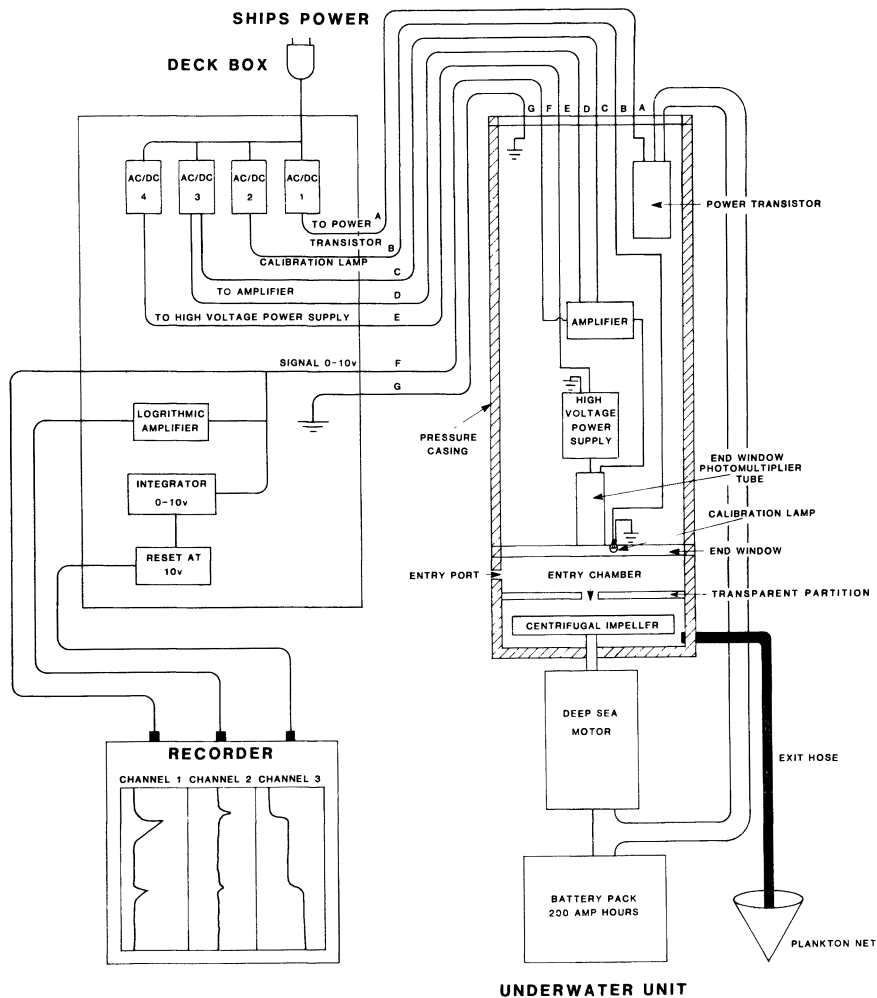 SHIPS POWER
DECK BOX
G F E D C B A
AC/DC
4
AC/DC
3
AC/DC
2
AC/DC
1
TO POWER
TRANSISTOR
A
B
CALIBRATION LAMP
C
TO AMPLIFIER
D
TO HIGH VOLTAGE POWER SUPPLY
E
SIGNAL 0-10v
F
G
LOGRITHMIC
AMPLIFIER
INTEGRATOR
0-10v
RESET AT
10v
POWER TRANSISTOR
AMPLIFIER
HIGH
VOLTAGE
POWER
SUPPLY
PRESSURE
CASING
END WINDOW
PHOTOMULTIPLIER
TUBE
CALIBRATION LAMP
END WINDOW
ENTRY PORT
ENTRY CHAMBER
TRANSPARENT PARTITION
CENTRIFUGAL IMPELLER
DEEP SEA
MOTOR
EXIT HOSE
BATTERY PACK
200 AMP HOURS
PLANKTON NET
RECORDER
CHANNEL 1
CHANNEL 2
CHANNEL 3
UNDERWATER UNIT